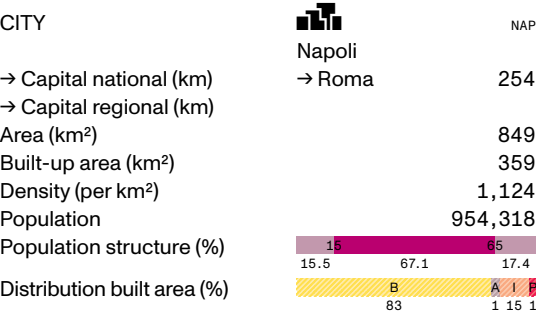 CITY NAP
Napoli
→ Capital national (km) → Roma 254
→ Capital regional (km)
Area (km²) 849
Built-up area (km²) 359
Density (per km²) 1,124
Population 954,318
Population structure (%) 15 65
15.5 67.1 17.4
Distribution built area (%) B A I P
83 1 15 1